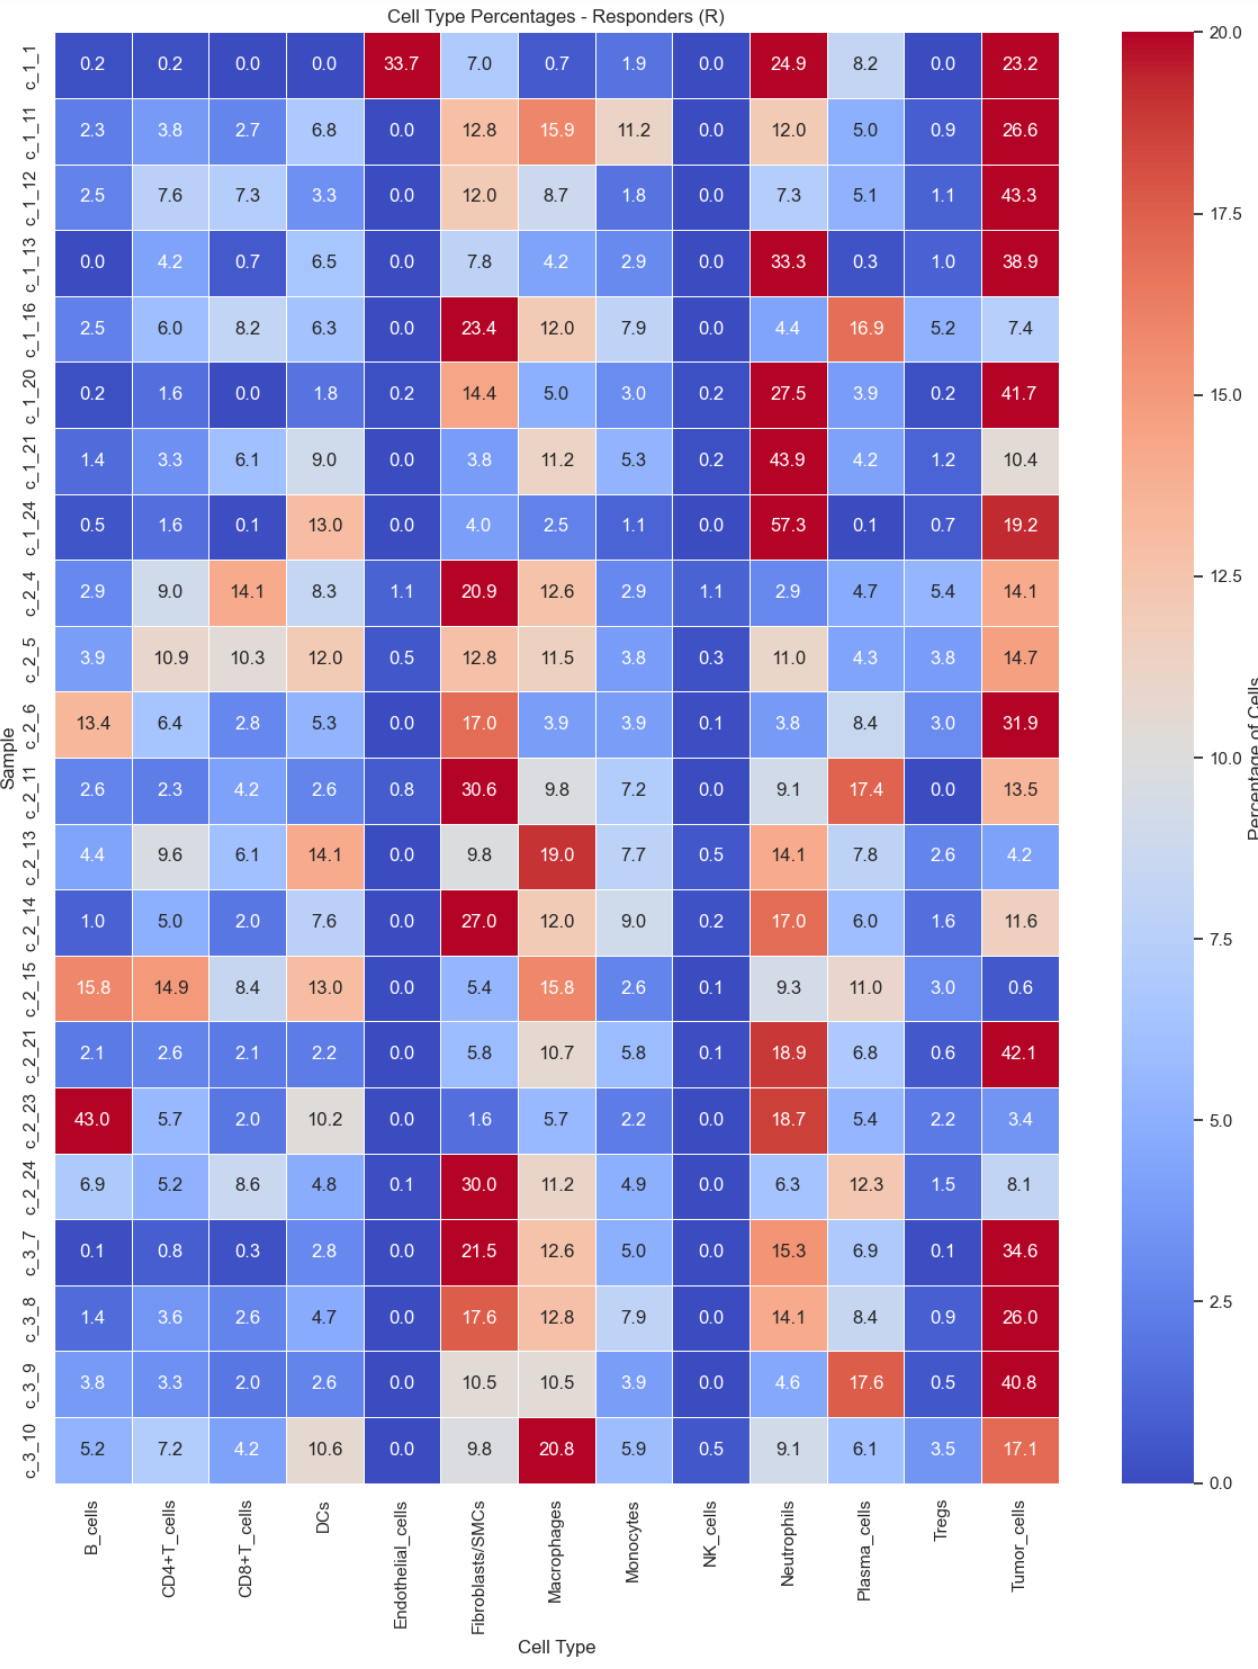 Cell Type Percentages - Responders (R)
c_1_1 0.2 0.2 0.0 0.0 33.7 7.0 0.7 1.9 0.0 24.9 8.2 0.0 23.2
c_1_11 2.3 3.8 2.7 6.8 0.0 12.8 15.9 11.2 0.0 12.0 5.0 0.9 26.6
c_1_12 2.5 7.6 7.3 3.3 0.0 12.0 8.7 1.8 0.0 7.3 5.1 1.1 43.3
c_1_13 0.0 4.2 0.7 6.5 0.0 7.8 4.2 2.9 0.0 33.3 0.3 1.0 38.9
c_1_16 2.5 6.0 8.2 6.3 0.0 23.4 12.0 7.9 0.0 4.4 16.9 5.2 7.4
c_1_20 0.2 1.6 0.0 1.8 0.2 14.4 5.0 3.0 0.2 27.5 3.9 0.2 41.7
c_1_21 1.4 3.3 6.1 9.0 0.0 3.8 11.2 5.3 0.2 43.9 4.2 1.2 10.4
c_1_24 0.5 1.6 0.1 13.0 0.0 4.0 2.5 1.1 0.0 57.3 0.1 0.7 19.2
c_2_4 2.9 9.0 14.1 8.3 1.1 20.9 12.6 2.9 1.1 2.9 4.7 5.4 14.1
c_2_5 3.9 10.9 10.3 12.0 0.5 12.8 11.5 3.8 0.3 11.0 4.3 3.8 14.7
c_2_6 13.4 6.4 2.8 5.3 0.0 17.0 3.9 3.9 0.1 3.8 8.4 3.0 31.9
c_2_11 2.6 2.3 4.2 2.6 0.8 30.6 9.8 7.2 0.0 9.1 17.4 0.0 13.5
c_2_13 4.4 9.6 6.1 14.1 0.0 9.8 19.0 7.7 0.5 14.1 7.8 2.6 4.2
c_2_14 1.0 5.0 2.0 7.6 0.0 27.0 12.0 9.0 0.2 17.0 6.0 1.6 11.6
c_2_15 15.8 14.9 8.4 13.0 0.0 5.4 15.8 2.6 0.1 9.3 11.0 3.0 0.6
c_2_21 2.1 2.6 2.1 2.2 0.0 5.8 10.7 5.8 0.1 18.9 6.8 0.6 42.1
c_2_23 43.0 5.7 2.0 10.2 0.0 1.6 5.7 2.2 0.0 18.7 5.4 2.2 3.4
c_2_24 6.9 5.2 8.6 4.8 0.1 30.0 11.2 4.9 0.0 6.3 12.3 1.5 8.1
c_3_7 0.1 0.8 0.3 2.8 0.0 21.5 12.6 5.0 0.0 15.3 6.9 0.1 34.6
c_3_8 1.4 3.6 2.6 4.7 0.0 17.6 12.8 7.9 0.0 14.1 8.4 0.9 26.0
c_3_9 3.8 3.3 2.0 2.6 0.0 10.5 10.5 3.9 0.0 4.6 17.6 0.5 40.8
c_3_10 5.2 7.2 4.2 10.6 0.0 9.8 20.8 5.9 0.5 9.1 6.1 3.5 17.1
B_cells CD4+T_cells CD8+T_cells DCs Endothelial_cells Fibroblasts/SMCs Macrophages Monocytes NK_cells Neutrophils Plasma_cells Tregs Tumor_cells
Cell Type
Sample
20.0
17.5
15.0
12.5
10.0
7.5
5.0
2.5
0.0
Percentage of Cells